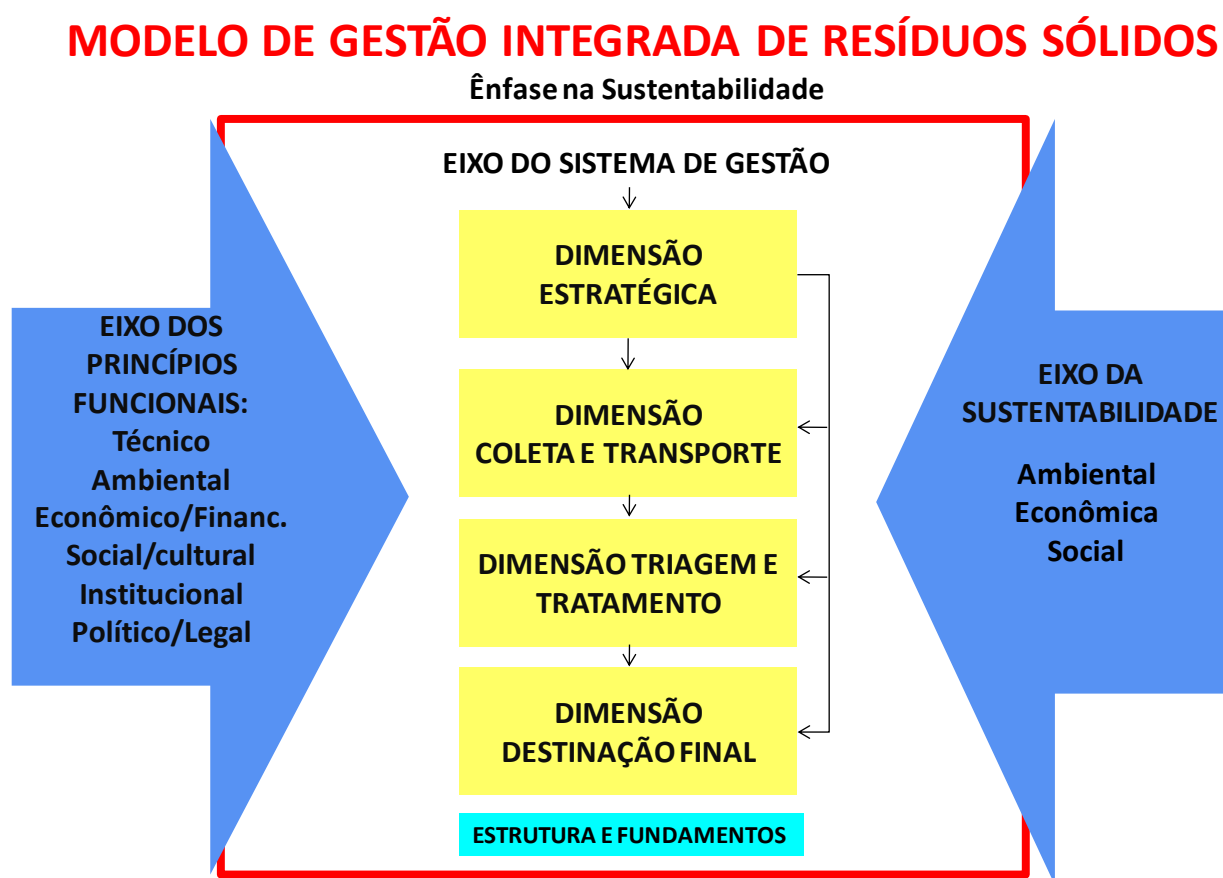 MODELO DE GESTÃO INTEGRADA DE RESÍDUOS SÓLIDOS
Ênfase na Sustentabilidade
EIXO DO SISTEMA DE GESTÃO
DIMENSÃO
ESTRATÉGICA
DIMENSÃO
COLETA E TRANSPORTE
DIMENSÃO TRIAGEM E
TRATAMENTO
DIMENSÃO
DESTINAÇÃO FINAL
ESTRUTURA E FUNDAMENTOS
EIXO DOS
PRINCÍPIOS
FUNCIONAIS:
Técnico
Ambiental
Econômico/Financ.
Social/cultural
Institucional
Político/Legal
EIXO DA
SUSTENTABILIDADE
Ambiental
Econômica
Social